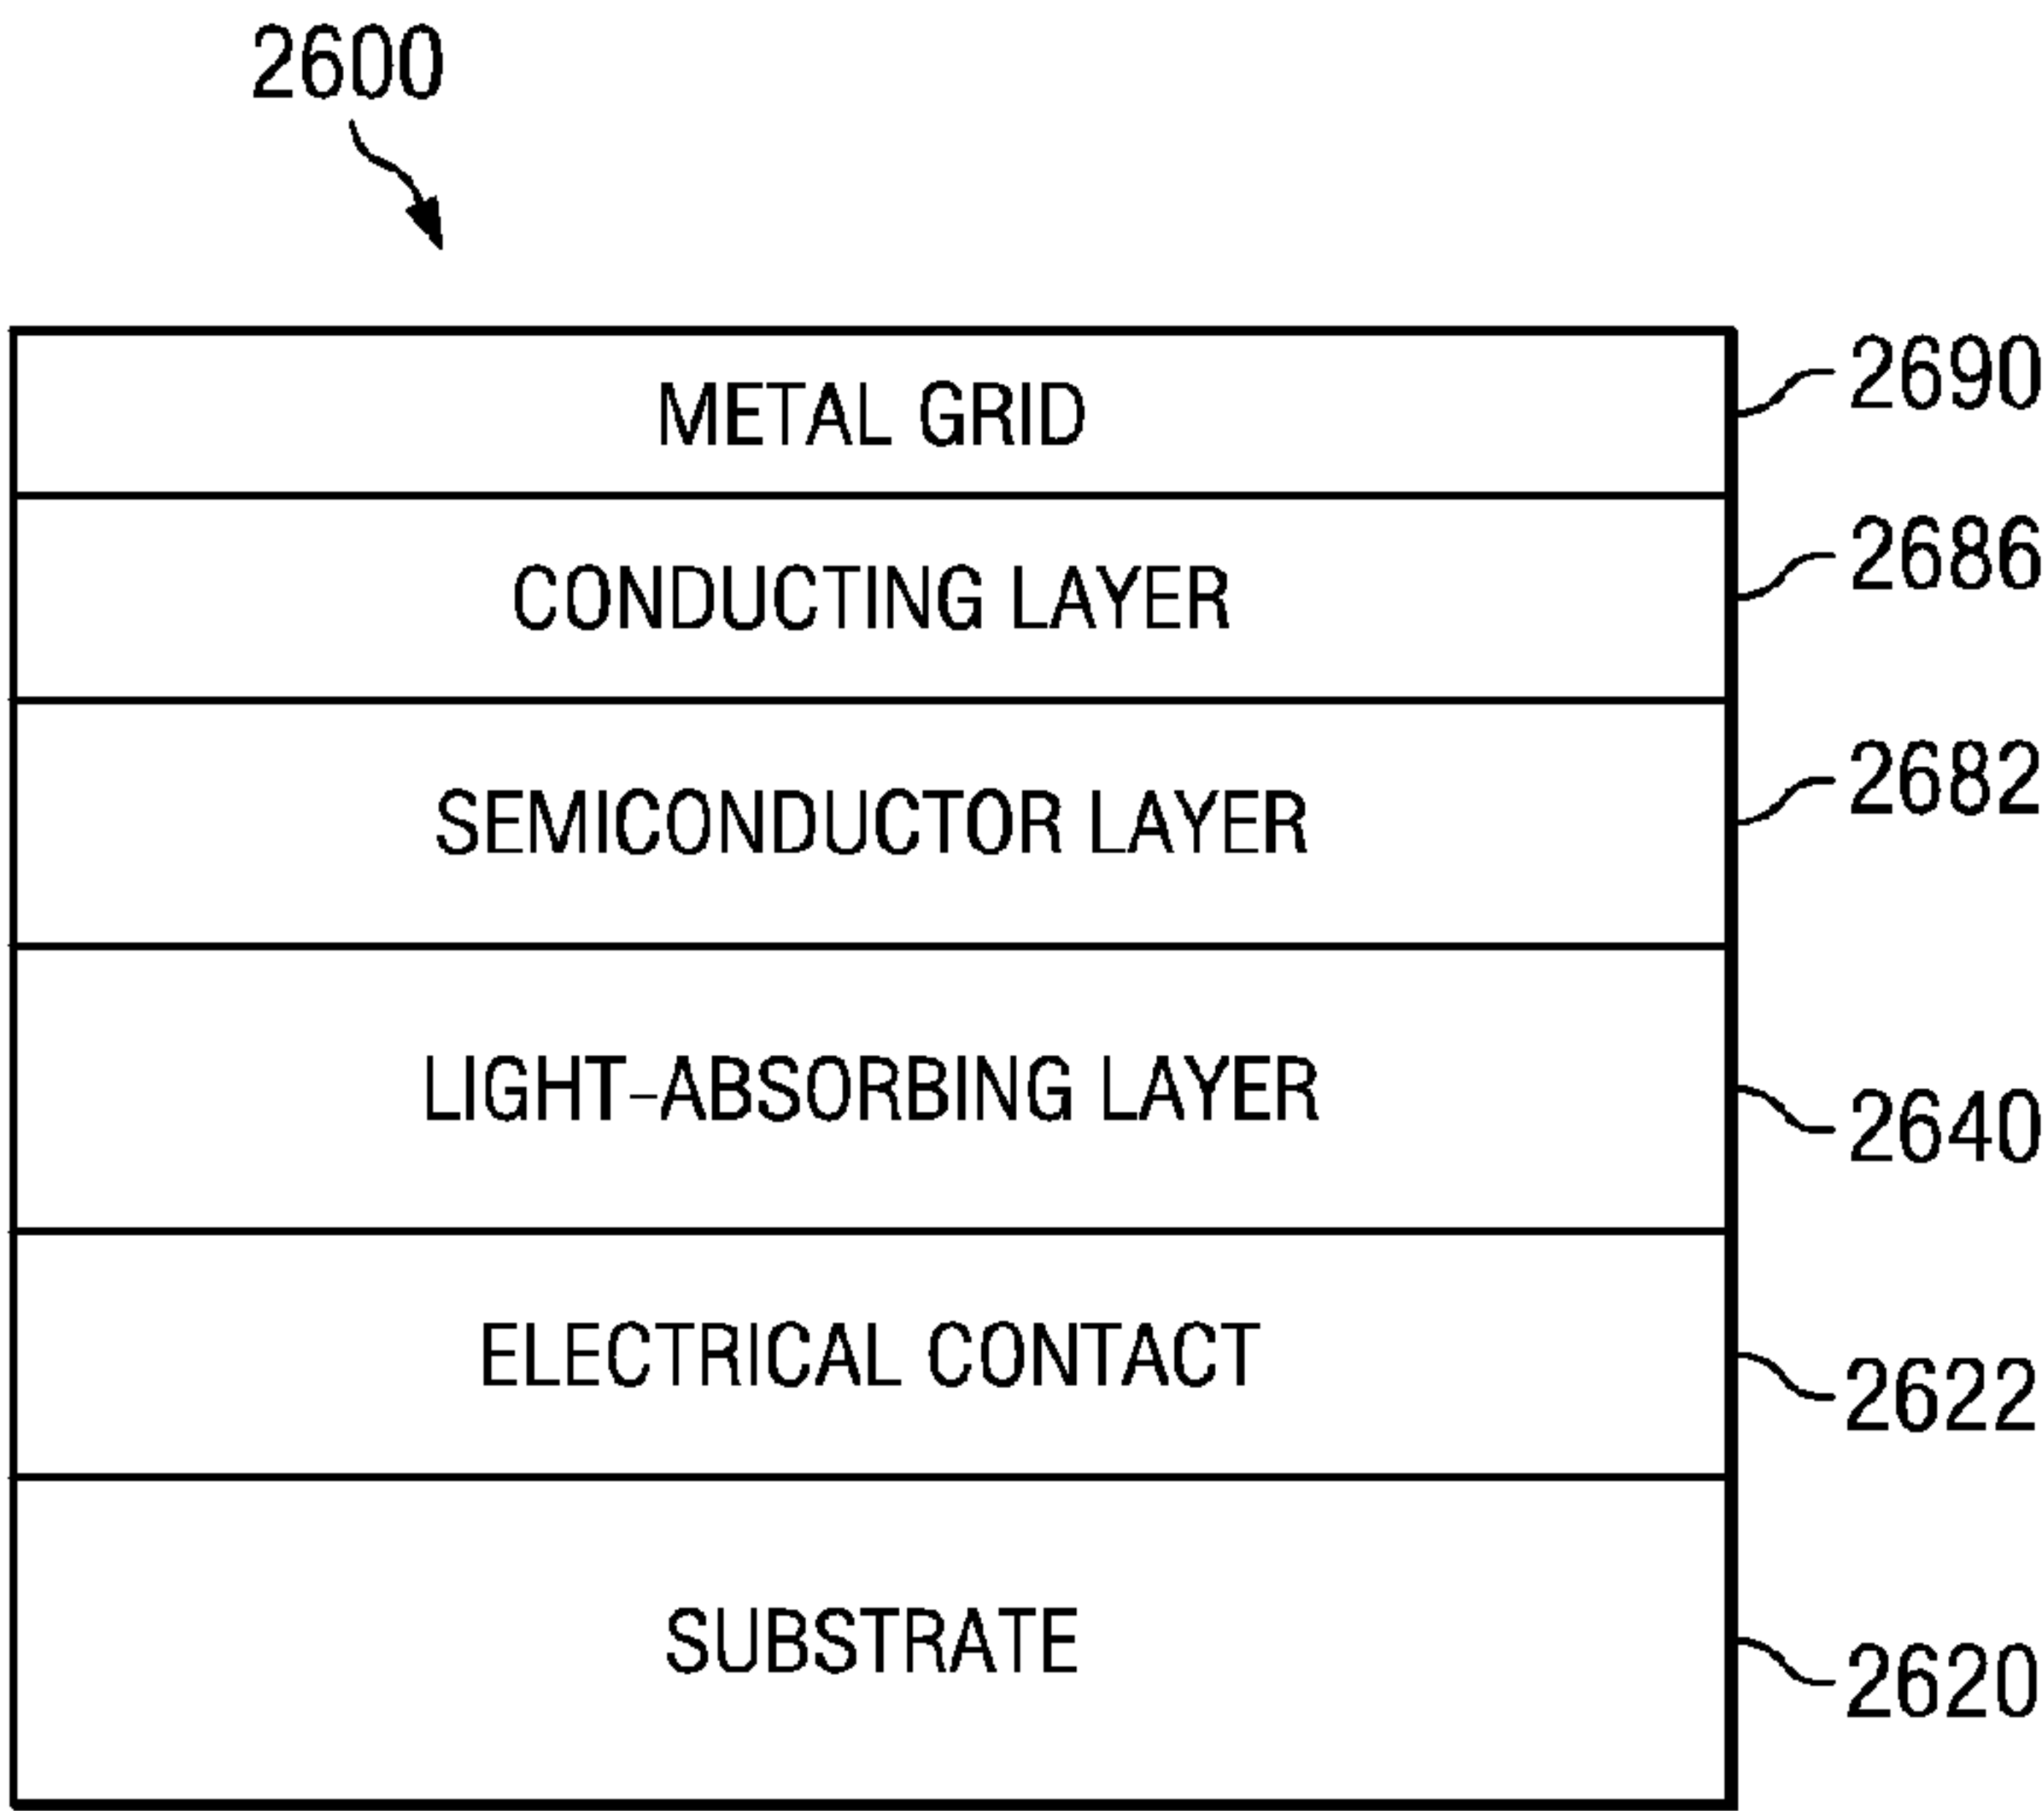 2600
METAL GRID 2690
CONDUCTING LAYER 2686
SEMICONDUCTOR LAYER 2682
LIGHT-ABSORBING LAYER 2640
ELECTRICAL CONTACT 2622
SUBSTRATE 2620